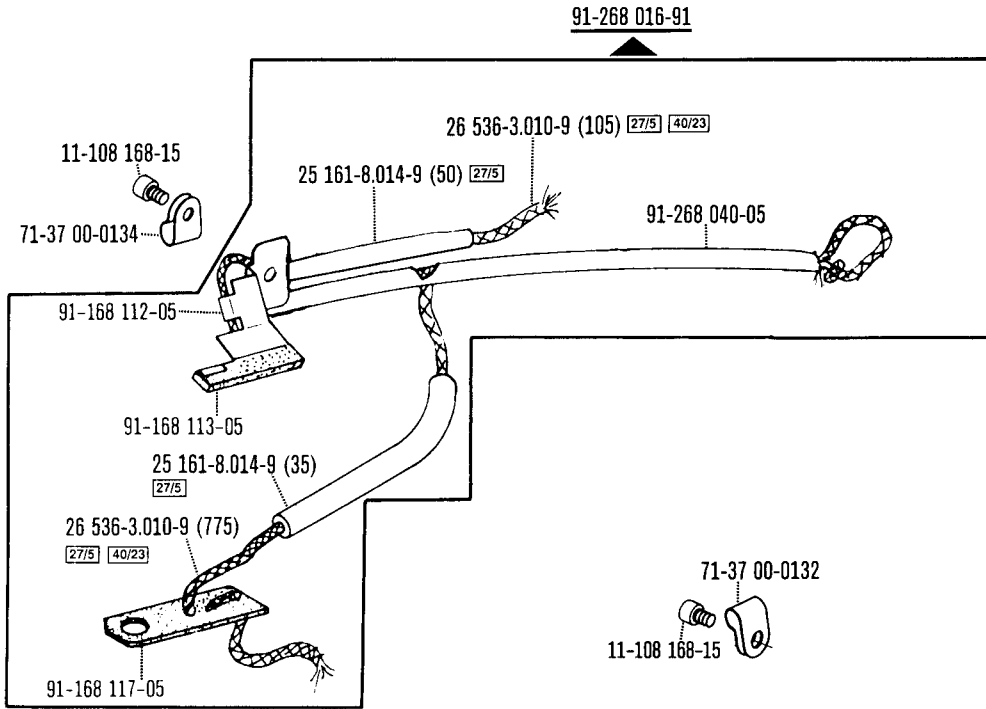 91-268 016-91
26 536-3.010-9 (105) 27/5 40/23
11-108 168-15
25 161-8.014-9 (50) 27/5
71-37 00-0134
91-268 040-05
91-168 112-05
91-168 113-05
25 161-8.014-9 (35)
27/5
26 536-3.010-9 (775)
27/5 40/23
71-37 00-0132
11-108 168-15
91-168 117-05